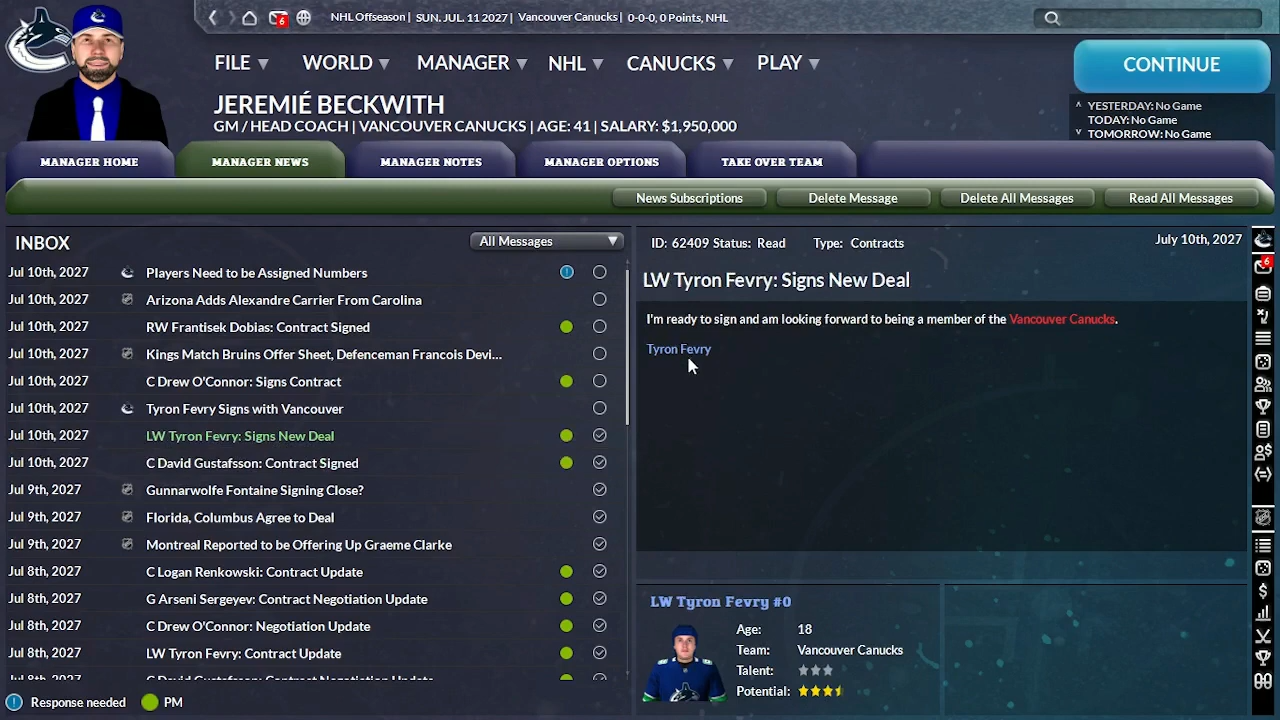 6
NHL Offseason | SUN. JUL. 11 2027 | Vancouver Canucks | 0-0-0, 0 Points, NHL
FILE WORLD MANAGER NHL CANUCKS PLAY
CONTINUE
JEREMIÉ BECKWITH
GM / HEAD COACH | VANCOUVER CANUCKS | AGE: 41 | SALARY: $1,950,000
YESTERDAY: No Game
TODAY: No Game
TOMORROW: No Game
MANAGER HOME MANAGER NEWS MANAGER NOTES MANAGER OPTIONS TAKE OVER TEAM
News Subscriptions Delete Message Delete All Messages Read All Messages
INBOX All Messages
Jul 10th, 2027 Players Need to be Assigned Numbers
Jul 10th, 2027 Arizona Adds Alexandre Carrier From Carolina
Jul 10th, 2027 RW Frantisek Dobias: Contract Signed
Jul 10th, 2027 Kings Match Bruins Offer Sheet, Defenceman Francois Devi...
Jul 10th, 2027 C Drew O'Connor: Signs Contract
Jul 10th, 2027 Tyron Fevry Signs with Vancouver
Jul 10th, 2027 LW Tyron Fevry: Signs New Deal
Jul 10th, 2027 C David Gustafsson: Contract Signed
Jul 9th, 2027 Gunnarwolfe Fontaine Signing Close?
Jul 9th, 2027 Florida, Columbus Agree to Deal
Jul 9th, 2027 Montreal Reported to be Offering Up Graeme Clarke
Jul 8th, 2027 C Logan Renkowski: Contract Update
Jul 8th, 2027 G Arseni Sergeyev: Contract Negotiation Update
Jul 8th, 2027 C Drew O'Connor: Negotiation Update
Jul 8th, 2027 LW Tyron Fevry: Contract Update
Jul 8th, 2027 C David Gustafsson: Contract Negotiation Update
Response needed PM
ID: 62409 Status: Read Type: Contracts July 10th, 2027
LW Tyron Fevry: Signs New Deal
I'm ready to sign and am looking forward to being a member of the Vancouver Canucks.
Tyron Fevry
LW Tyron Fevry #0
Age: 18
Team: Vancouver Canucks
Talent:
Potential:
6